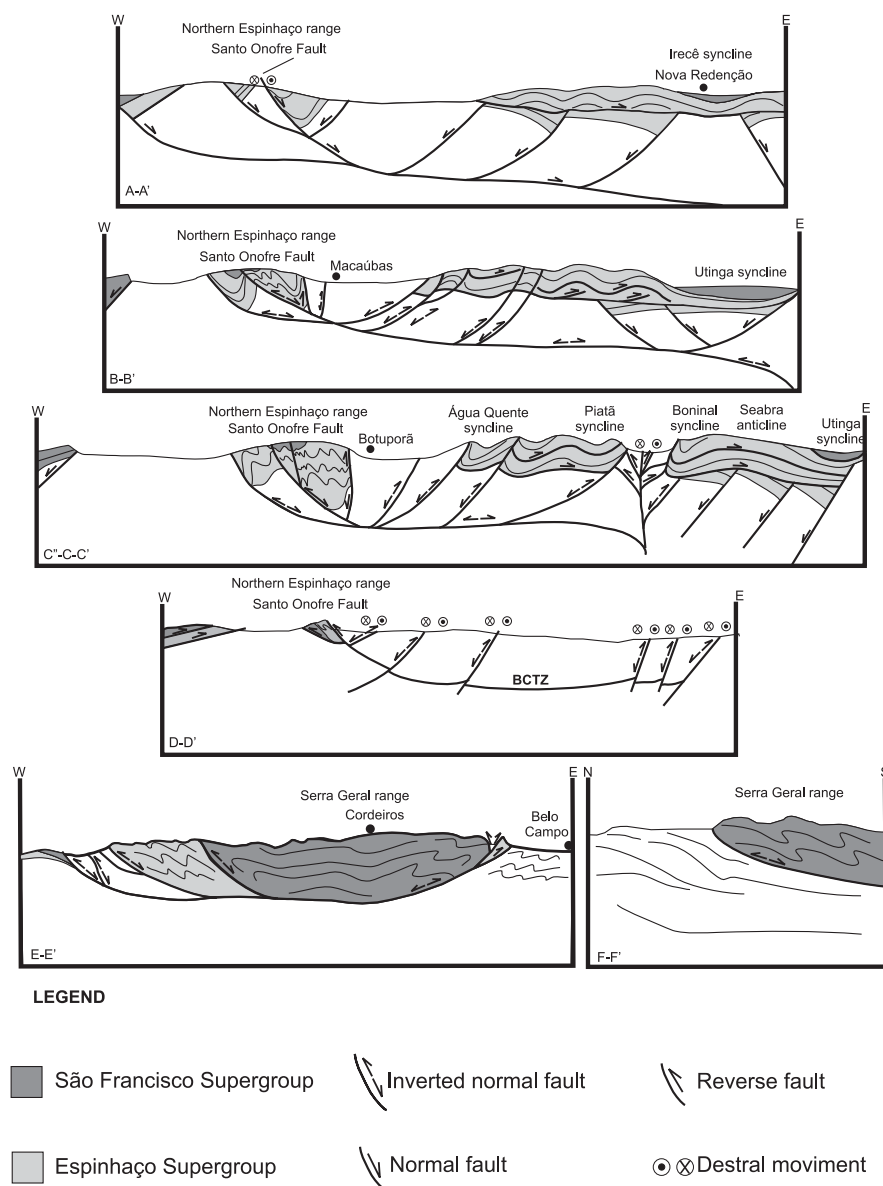 W
E
Northern Espinhaço range
Santo Onofre Fault
Irecê syncline
Nova Redenção
A-A'
W
E
Northern Espinhaço range
Santo Onofre Fault
Macaúbas
Utinga syncline
B-B'
W
E
Northern Espinhaço range
Santo Onofre Fault
Botuporã
Água Quente
syncline
Piatã
syncline
Boninal
syncline
Seabra
anticline
Utinga
syncline
C"-C-C'
W
E
Northern Espinhaço range
Santo Onofre Fault
BCTZ
D-D'
W
E
Serra Geral range
Cordeiros
Belo
Campo
E-E'
N
Serra Geral range
F-F'
LEGEND
São Francisco Supergroup
Inverted normal fault
Reverse fault
Espinhaço Supergroup
Normal fault
Destral moviment